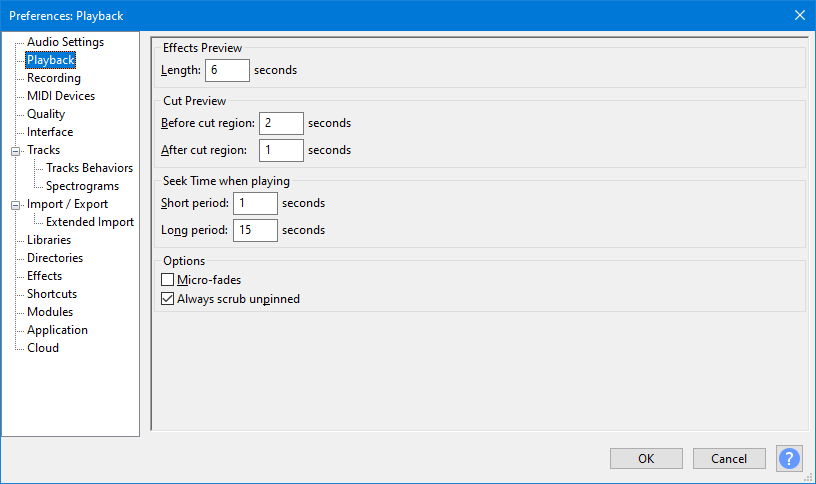 Preferences: Playback
Audio Settings
Playback
Recording
MIDI Devices
Quality
Interface
Tracks
Tracks Behaviors
Spectrograms
Import / Export
Extended Import
Libraries
Directories
Effects
Shortcuts
Modules
Application
Cloud
Effects Preview
Length: 6 seconds
Cut Preview
Before cut region: 2 seconds
After cut region: 1 seconds
Seek Time when playing
Short period: 1 seconds
Long period: 15 seconds
Options
Micro-fades
Always scrub unpinned
OK Cancel ?